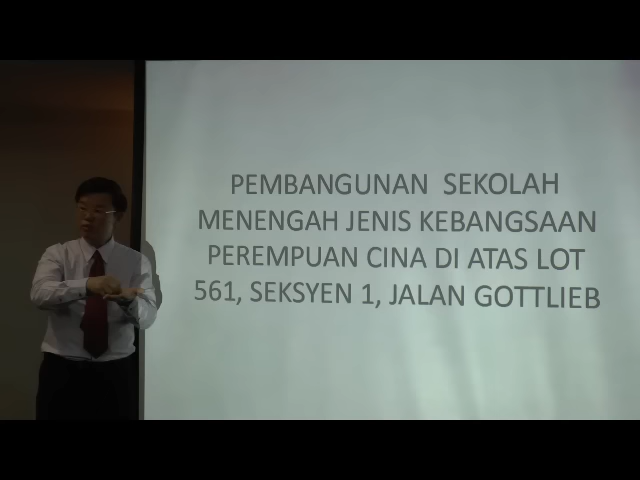 PEMBANGUNAN SEKOLAH
MENENGAH JENIS KEBANGSAAN
PEREMPUAN CINA DI ATAS LOT
561, SEKSYEN 1, JALAN GOTTLIEB